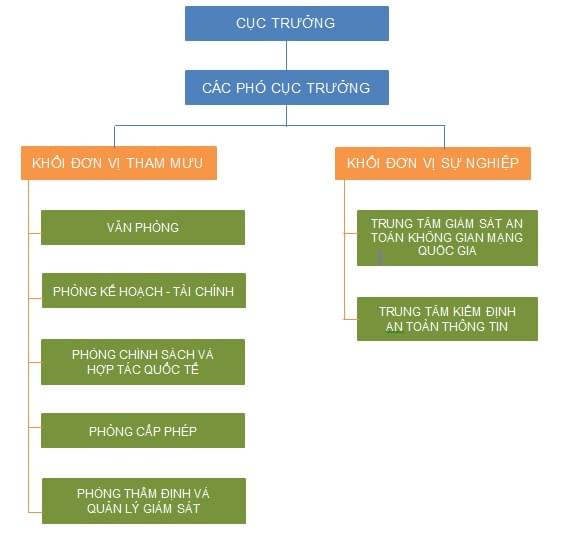 CỤC TRƯỞNG
CÁC PHÓ CỤC TRƯỞNG
KHỐI ĐƠN VỊ THAM MƯU
VĂN PHÒNG
PHÒNG KẾ HOẠCH - TÀI CHÍNH
PHÒNG CHÍNH SÁCH VÀ
HỢP TÁC QUỐC TẾ
PHÒNG CẤP PHÉP
PHÒNG THẨM ĐỊNH VÀ
QUẢN LÝ GIÁM SÁT
KHỐI ĐƠN VỊ SỰ NGHIỆP
TRUNG TÂM GIÁM SÁT AN
TOÀN KHÔNG GIAN MẠNG
QUỐC GIA
TRUNG TÂM KIỂM ĐỊNH
AN TOÀN THÔNG TIN